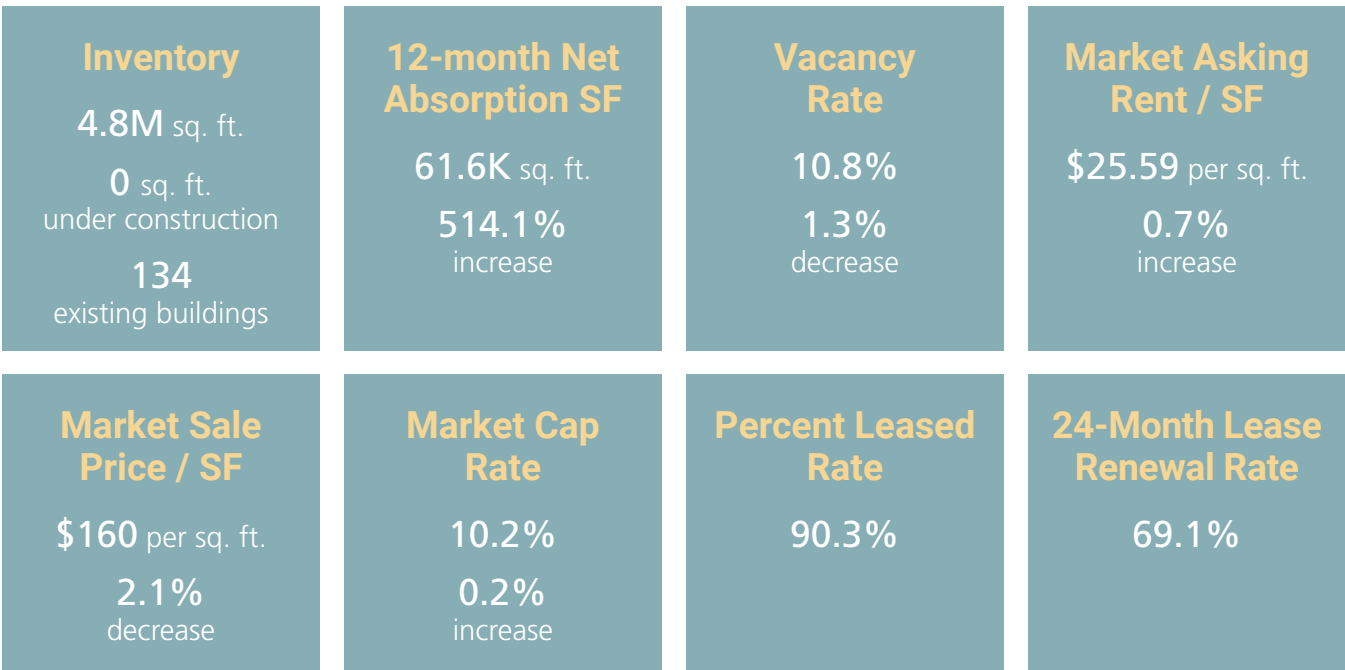 Inventory
4.8M sq. ft.
0 sq. ft.
under construction
134
existing buildings
12-month Net
Absorption SF
61.6K sq. ft.
514.1%
increase
Vacancy
Rate
10.8%
1.3%
decrease
Market Asking
Rent / SF
$25.59 per sq. ft.
0.7%
increase
Market Sale
Price / SF
$160 per sq. ft.
2.1%
decrease
Market Cap
Rate
10.2%
0.2%
increase
Percent Leased
Rate
90.3%
24-Month Lease
Renewal Rate
69.1%